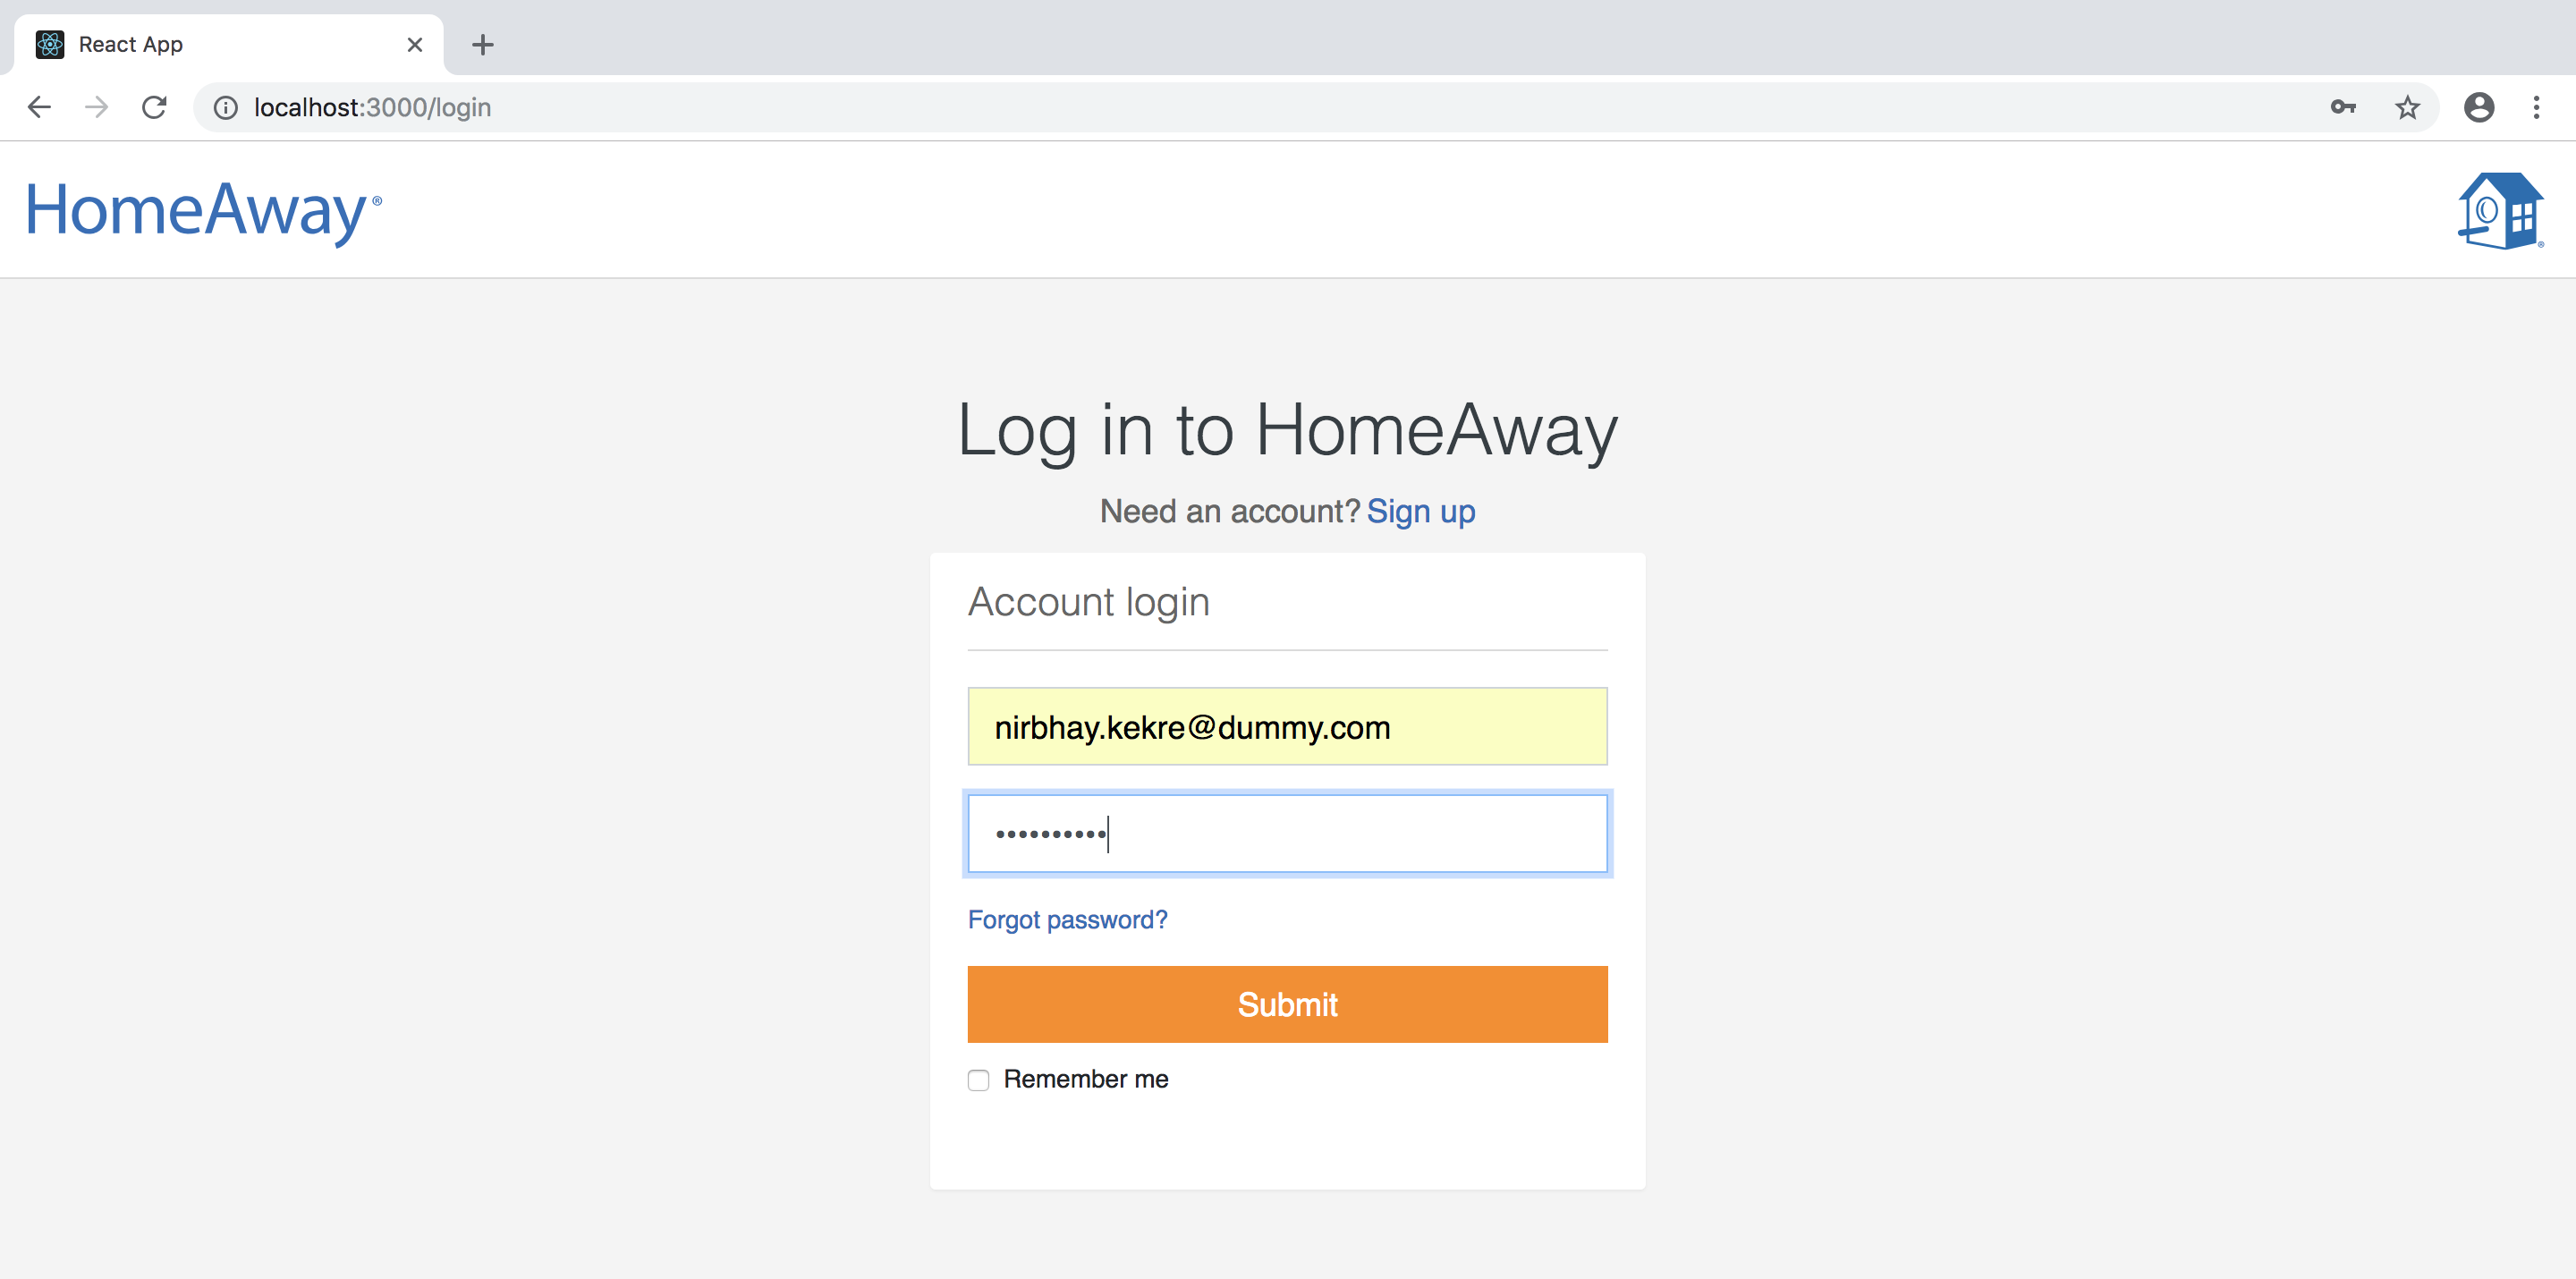 React App
localhost:3000/login
HomeAway®
®
Log in to HomeAway
Need an account? Sign up
Account login
nirbhay.kekre@dummy.com
••••••••••
Forgot password?
Submit
Remember me